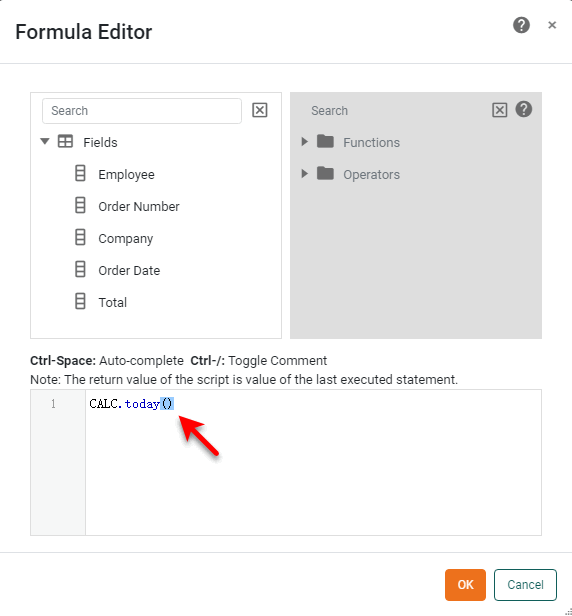 Formula Editor
Search
Fields
Employee
Order Number
Company
Order Date
Total
Search
Functions
Operators
Ctrl-Space: Auto-complete Ctrl-/: Toggle Comment
Note: The return value of the script is value of the last executed statement.
1 CALC.today()
OK Cancel